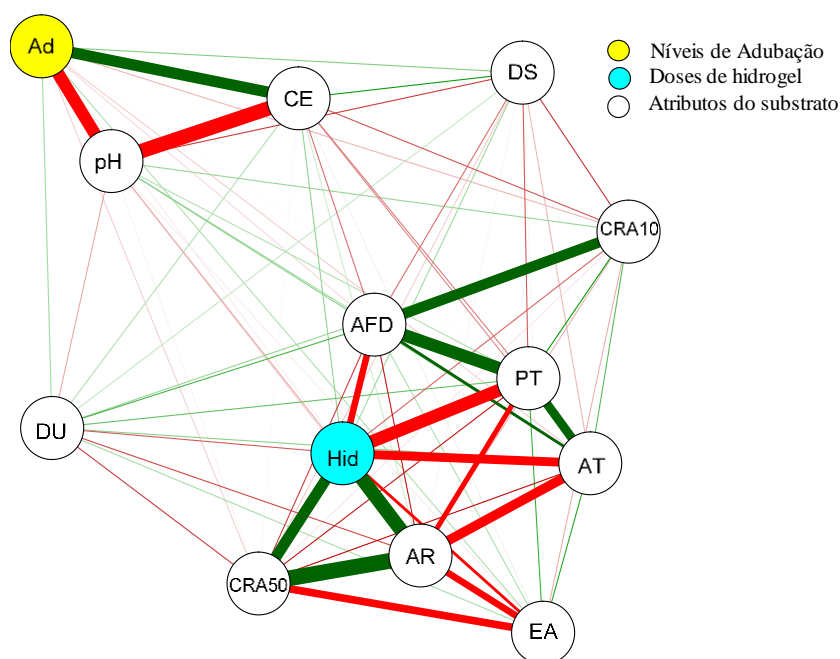 Ad
Níveis de Adubação
Doses de hidrogel
Atributos do substrato
DS
CE
pH
CRA10
AFD
PT
DU
Hid
AT
AR
CRA50
EA